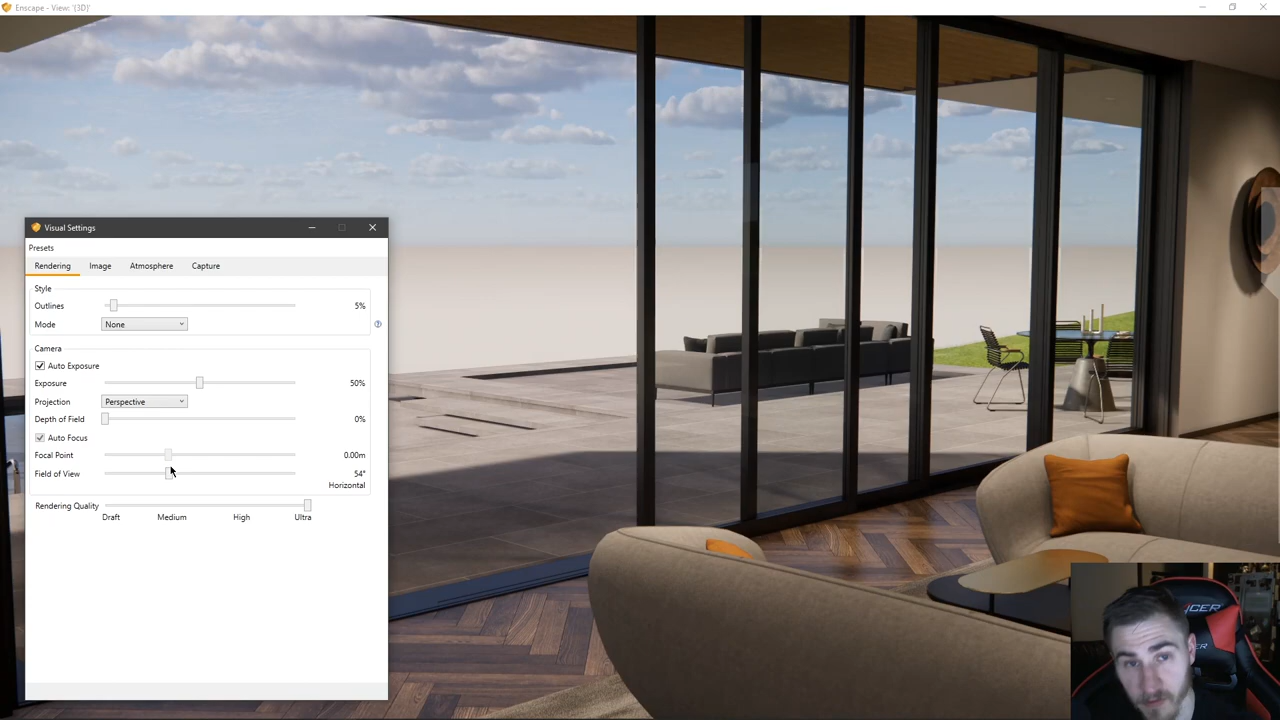 Enscape - View: '{3D}'
Visual Settings
Presets
Rendering Image Atmosphere Capture
Style
Outlines 5%
Mode None
Camera
Auto Exposure
Exposure 50%
Projection Perspective
Depth of Field 0%
Auto Focus
Focal Point 0.00m
Field of View 54°
Horizontal
Rendering Quality
Draft Medium High Ultra